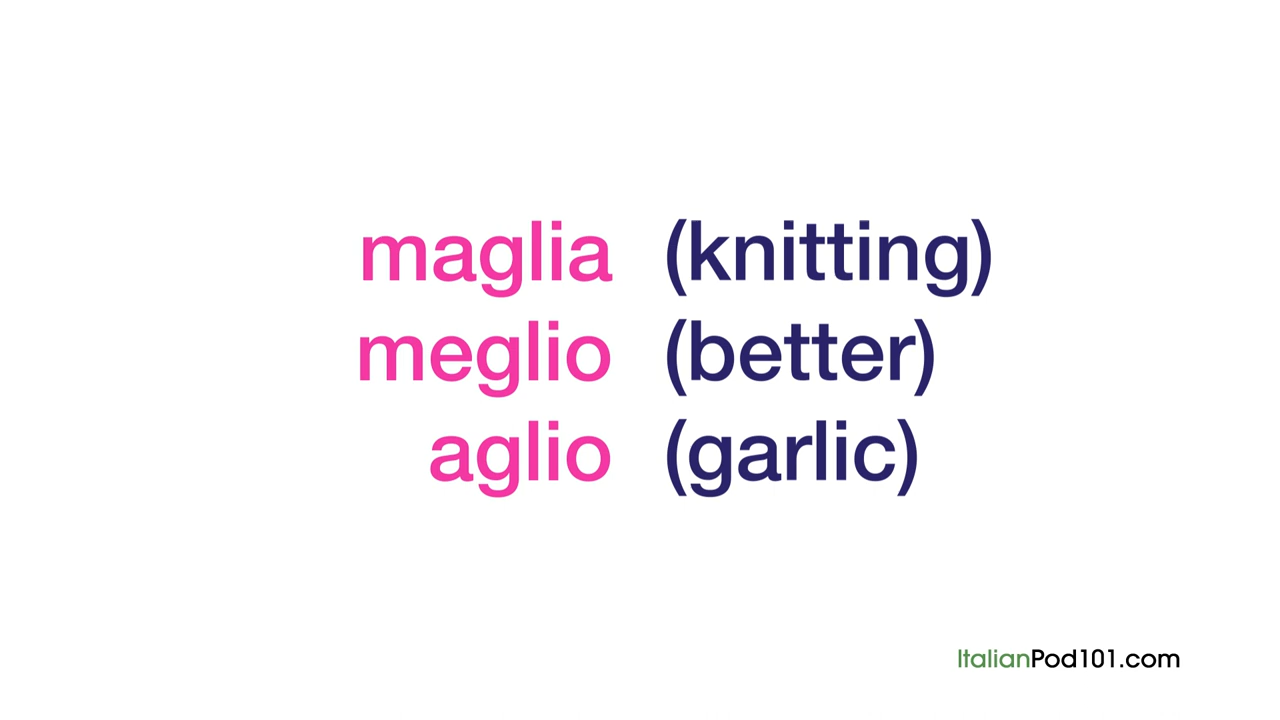 maglia (knitting)
meglio (better)
aglio (garlic)
ItalianPod101.com